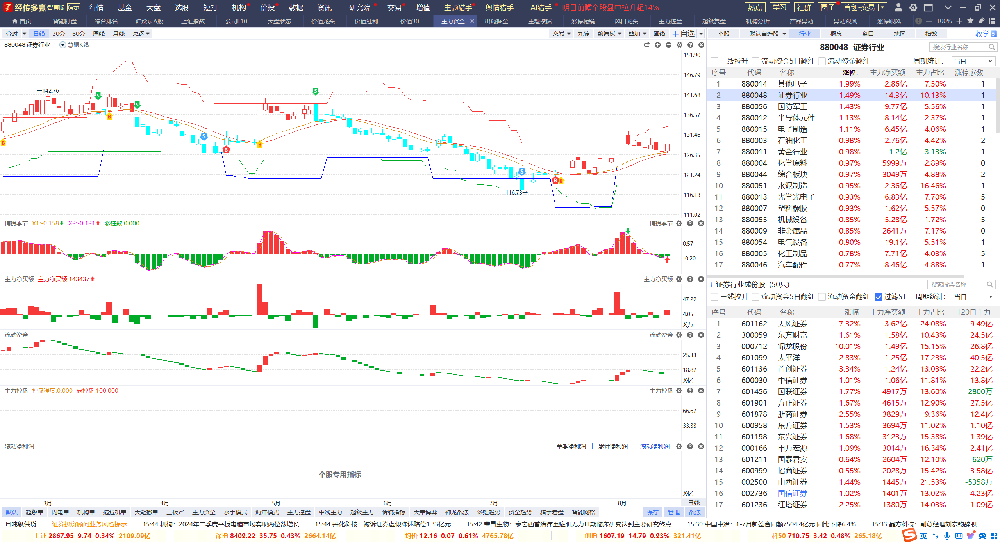 经传多赢 智尊版 演示 行情 基金 大盘 选股 短打 机构 价投 数据 资讯 研究院 交易 增值 主题猎手 舆情猎手 AI猎手 明日前瞻个股盘中拉升超14% 热点 学习 社群 圈子 首创-交易
首页 智能盯盘 综合排名 沪深京A股 上证指数 公司F10 大盘状态 价值龙头 价值红利 价值30 主力资金 出海掘金 主题挖掘 涨停棱镜 风口龙头 主力控盘 超级复盘 机构分析 产品异动 异动跟风 涨停跟风 100%
分时 日线 30分 60分 周线 月线 更多 交易 九转 前复权 叠加 画线 自选
880048 证券行业 慧眼K线
151.90
146.79
←142.76
141.68
136.57
131.46
126.35
121.24
116.73→
116.13
111.02
捕捞季节 X1:-0.158 X2:-0.121 彩柱数:0.000 捕捞季节
0.57
-0.20
主力净买额 主力净买额:143437 主力净买额
47.22
4.05
X万
流动资金 流动资金
25.33
18.87
X亿
主力控盘 控盘程度:0.000 高控盘:100.000 主力控盘
66.67
33.33
滚动净利润 单季净利润 累计净利润 滚动净利润
个股专用指标
X亿
3月 4月 5月 6月 7月 8月 日线
默认 超级单 闪电单 机构单 拖拉机单 大笔撤单 三板斧 主力资金 水手模式 海洋模式 主力控盘 中线主力 超级主力 传统指标 大单博弈 神龙战法 彩虹趋势 资金趋势 猎手看盘 智能网格 保存 管理 战法
个股 默认自选股 行业 概念 盘口 地区 指数 教学
880048 证券行业 搜索行业名称
三线拉升 流动资金5日翻红 流动资金翻红 周期统计: 当日
序号 代码 名称 涨幅↓ 主力净买额 主力占比 涨停家数
1 880014 其他电子 1.99% 2.86亿 7.50% 1
2 880048 证券行业 1.49% 14.3亿 10.13% 1
3 880056 国防军工 1.43% 9.77亿 5.56% 1
4 880012 半导体元件 1.13% 8.14亿 2.37% 1
5 880015 电子制造 1.11% 6.45亿 4.06% 1
6 880003 石油化工 0.98% 2.76亿 4.42% 2
7 880011 黄金行业 0.98% -1.2亿 -3.13% 1
8 880004 化学原料 0.97% 5999万 2.89% 0
9 880044 综合板块 0.97% 3049万 4.88% 2
10 880051 水泥制造 0.95% 2.36亿 16.46% 1
11 880013 光学光电子 0.93% 6.83亿 7.70% 5
12 880007 塑料橡胶 0.93% 1.62亿 5.57% 0
13 880055 机械设备 0.85% 5.28亿 1.72% 5
14 880009 非金属品 0.85% 2641万 7.17% 0
15 880054 电气设备 0.80% 19.1亿 5.51% 1
16 880005 化工制品 0.78% 7.71亿 4.03% 5
17 880046 汽车配件 0.77% 8.46亿 4.88% 1
证券行业成份股 (50只) 搜索股票名称
三线拉升 流动资金5日翻红 流动资金翻红 过滤ST 周期统计: 当日
序号 代码 名称 涨幅 主力净买额 主力占比 120日主力
1 601162 天风证券 7.32% 3.62亿 24.08% 9.49亿
2 300059 东方财富 1.61% 1.58亿 10.43% 24.5亿
3 000712 锦龙股份 10.01% 1.49亿 15.15% 26.8亿
4 601099 太平洋 2.83% 1.25亿 17.23% 40.5亿
5 601136 首创证券 3.34% 1.24亿 13.03% 22.2亿
6 600030 中信证券 1.01% 1.06亿 11.81% 13.8亿
7 601456 国联证券 1.77% 4917万 13.60% -2800万
8 601901 方正证券 1.67% 4615万 12.90% 27.5亿
9 601878 浙商证券 2.55% 3829万 9.36% 12.4亿
10 600958 东方证券 1.53% 3694万 11.02% 1.10亿
11 601198 东兴证券 1.68% 3123万 15.38% 1.39亿
12 000166 申万宏源 1.09% 3014万 16.34% 2.41亿
13 601211 国泰君安 0.64% 2604万 12.10% -620万
14 600999 招商证券 0.55% 2028万 15.42% 3.58亿
15 002500 山西证券 1.44% 1445万 21.53% -5358万
16 002736 国信证券 1.02% 1401万 13.02% 4.23亿
17 601236 红塔证券 2.25% 1380万 14.03% 1.09亿
月吨级供货 证券投资顾问业务风险提示 15:44 机构：2024年二季度平板电脑市场实现两位数增长 15:44 丹化科技：被诉证券虚假陈述赔偿1.33亿元 15:42 荣昌生物：泰它西普治疗重症肌无力Ⅲ期临床研究达到主要研究终点 15:39 中国中冶：1-7月新签合同额7504.4亿元 同比下降6.4% 15:33 晶方科技：副总经理刘宏钧辞职
上证 2867.95 9.74 0.34% 2109.09亿 深指 8409.22 35.75 0.43% 2664.14亿 均价 12.16 0.07 0.61% 4765.78亿 创指 1607.19 14.79 0.93% 321.41亿 科50 710.75 3.42 0.48% 265.18亿 英